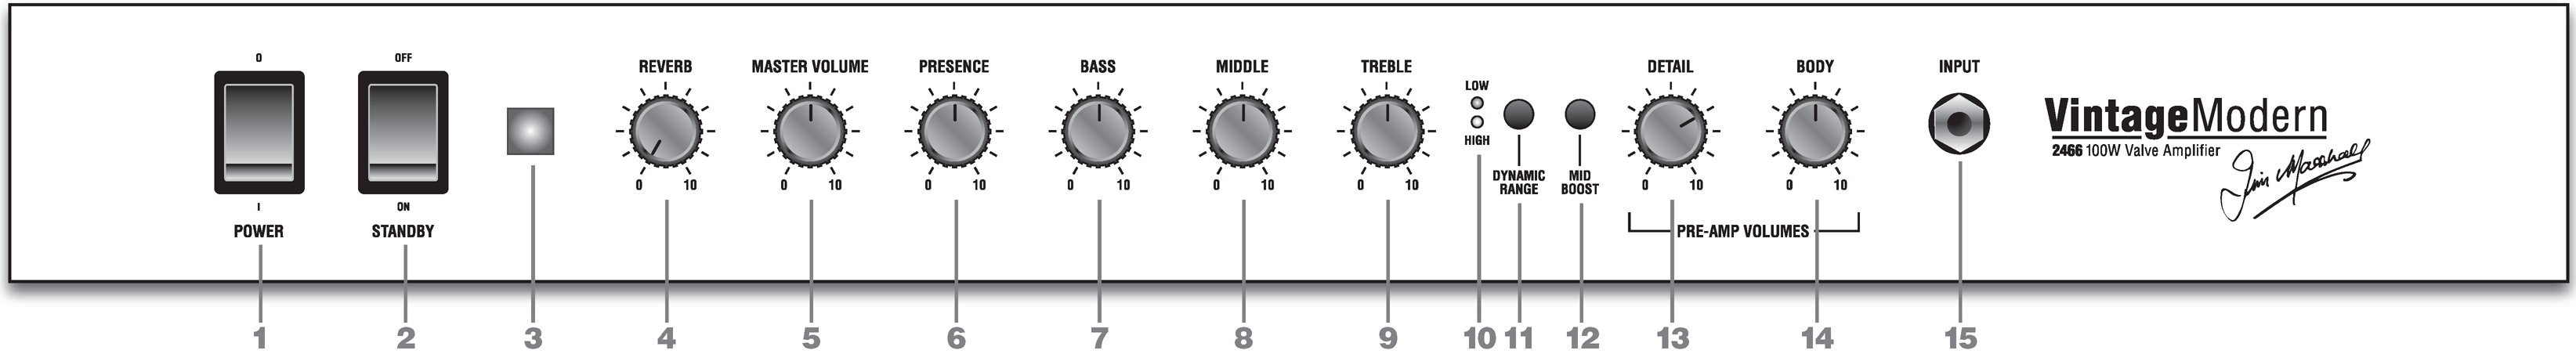 O
OFF
REVERB
MASTER VOLUME
PRESENCE
BASS
MIDDLE
TREBLE
LOW
DETAIL
BODY
INPUT
HIGH
VintageModern
2466 100W Valve Amplifier
Jim Marshall
0 10
0 10
0 10
0 10
0 10
0 10
DYNAMIC
RANGE
MID
BOOST
0 10
0 10
I
ON
POWER
STANDBY
PRE-AMP VOLUMES
1 2 3 4 5 6 7 8 9 10 11 12 13 14 15